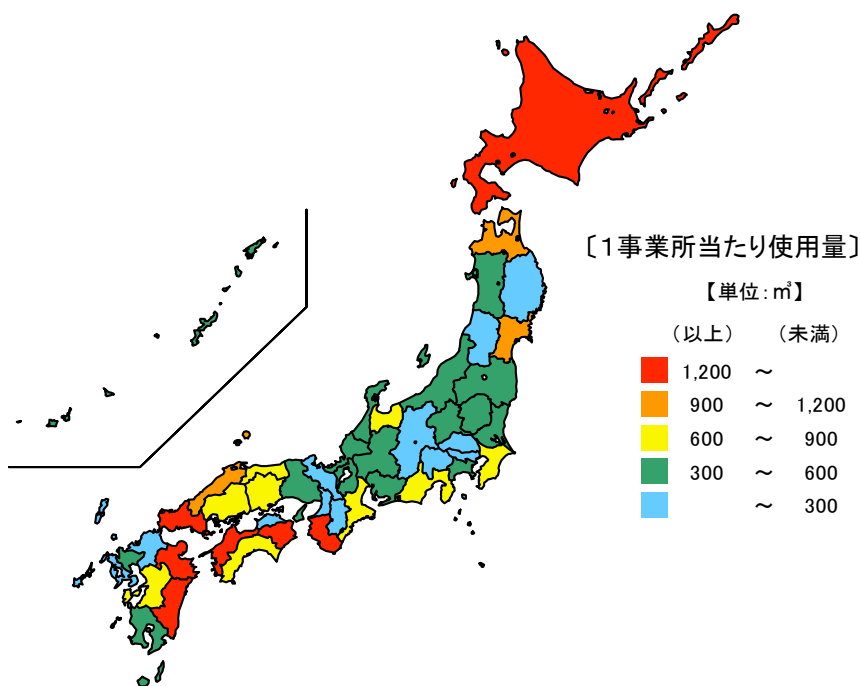 〔1事業所当たり使用量〕
【単位：㎥】
（以上） （未満）
1,200 ～
900 ～ 1,200
600 ～ 900
300 ～ 600
～ 300